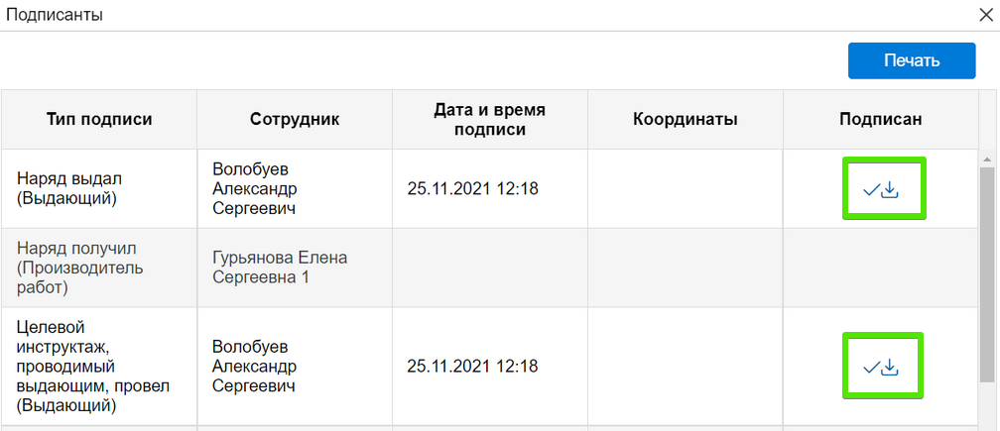 Подписанты
Печать
Тип подписи
Сотрудник
Дата и время
подписи
Координаты
Подписан
Наряд выдал
(Выдающий)
Волобуев
Александр
Сергеевич
25.11.2021 12:18
Наряд получил
(Производитель
работ)
Гурьянова Елена
Сергеевна 1
Целевой
инструктаж,
проводимый
выдающим, провел
(Выдающий)
Волобуев
Александр
Сергеевич
25.11.2021 12:18